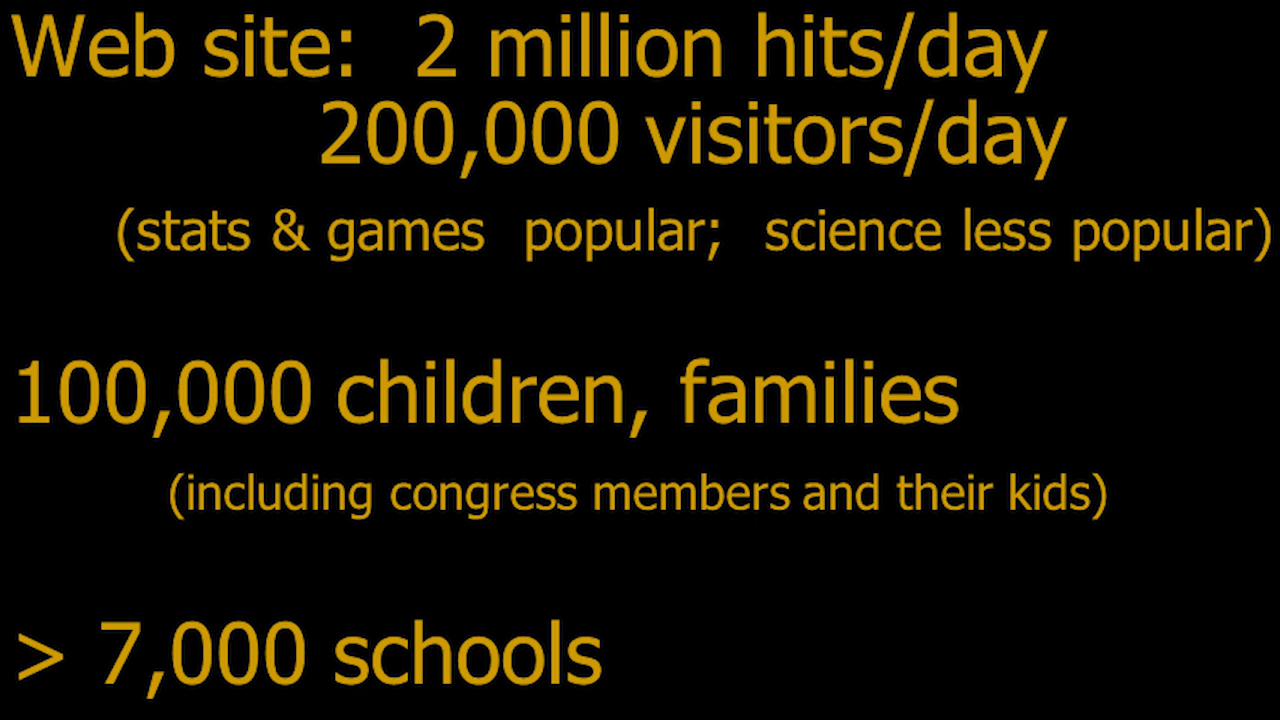 Web site: 2 million hits/day
200,000 visitors/day
(stats & games popular; science less popular)
100,000 children, families
(including congress members and their kids)
> 7,000 schools